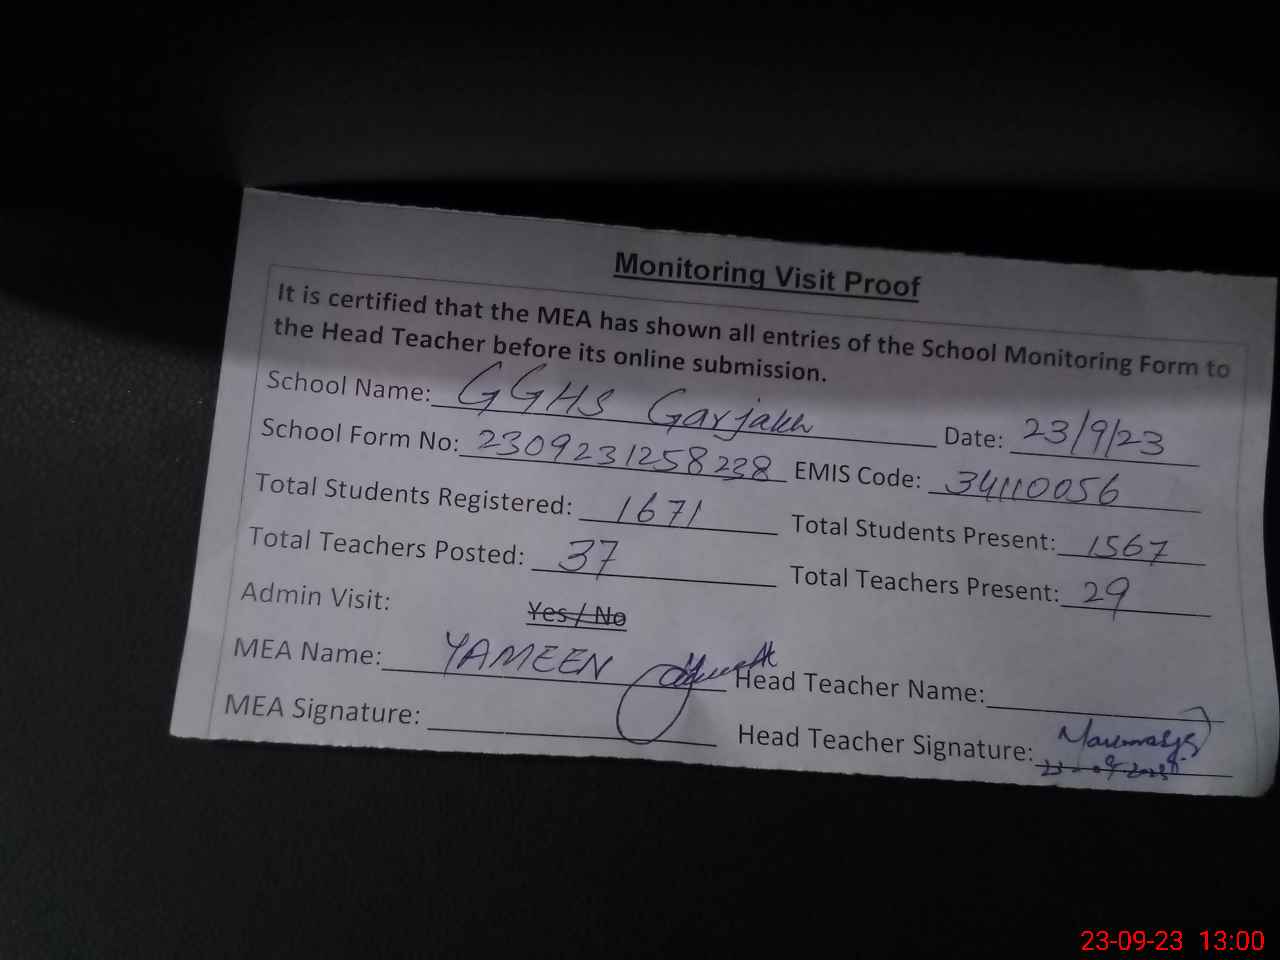 Monitoring Visit Proof
It is certified that the MEA has shown all entries of the School Monitoring Form to
the Head Teacher before its online submission.
School Name: GGHS Garjakh Date: 23/9/23
School Form No: 2309231258238 EMIS Code: 34110056
Total Students Registered: 1671 Total Students Present: 1567
Total Teachers Posted: 37 Total Teachers Present: 29
Admin Visit: Yes / No
MEA Name: YAMEEN Head Teacher Name:
MEA Signature: Head Teacher Signature:
23-09-23 13:00